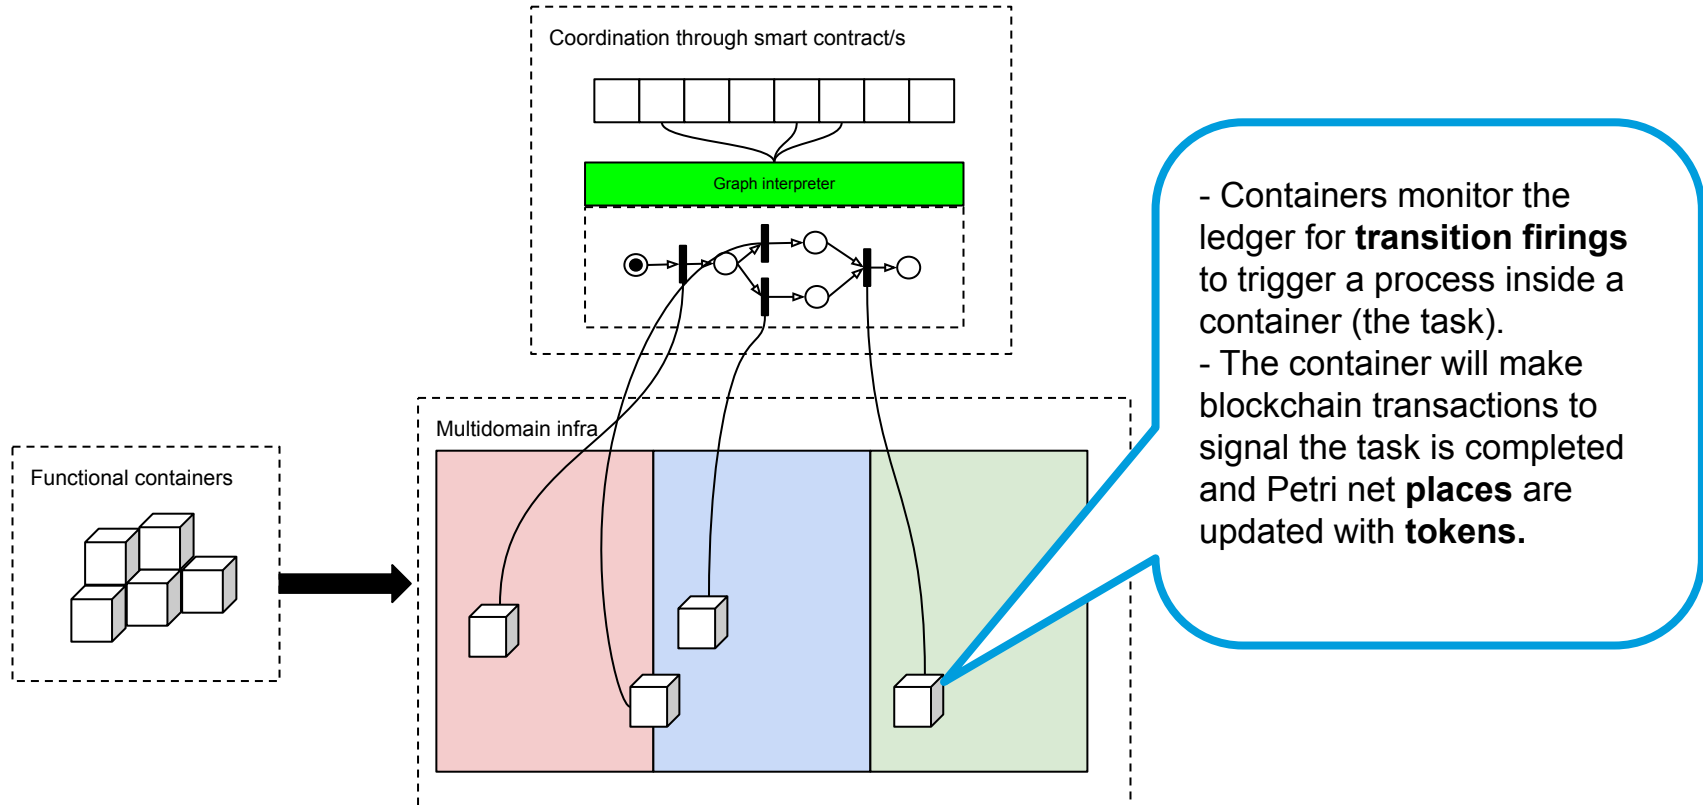 Coordination through smart contract/s
Graph interpreter
Multidomain infra
Functional containers
- Containers monitor the
ledger for transition firings
to trigger a process inside a
container (the task).
- The container will make
blockchain transactions to
signal the task is completed
and Petri net places are
updated with tokens.